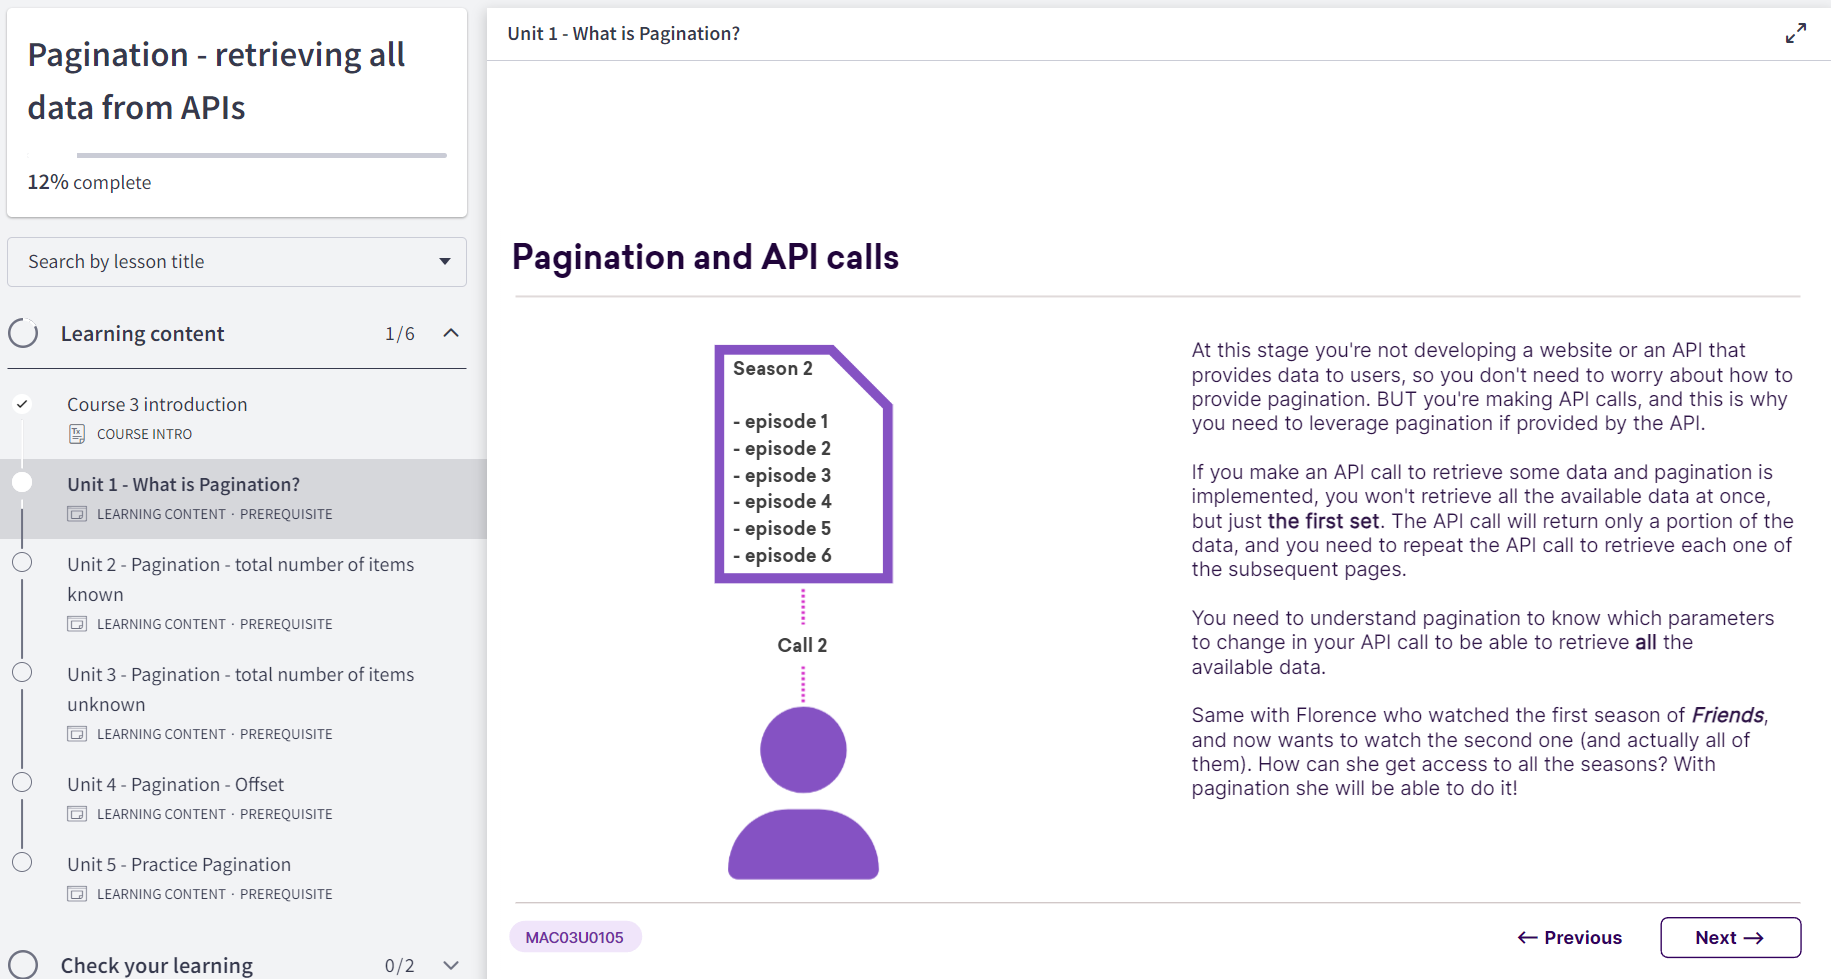 Pagination - retrieving all
data from APIs
12% complete
Search by lesson title
Learning content 1/6
Course 3 introduction
COURSE INTRO
Unit 1 - What is Pagination?
LEARNING CONTENT · PREREQUISITE
Unit 2 - Pagination - total number of items
known
LEARNING CONTENT · PREREQUISITE
Unit 3 - Pagination - total number of items
unknown
LEARNING CONTENT · PREREQUISITE
Unit 4 - Pagination - Offset
LEARNING CONTENT · PREREQUISITE
Unit 5 - Practice Pagination
LEARNING CONTENT · PREREQUISITE
Check your learning 0/2
Unit 1 - What is Pagination?
Pagination and API calls
Season 2
- episode 1
- episode 2
- episode 3
- episode 4
- episode 5
- episode 6
Call 2
At this stage you're not developing a website or an API that
provides data to users, so you don't need to worry about how to
provide pagination. BUT you're making API calls, and this is why
you need to leverage pagination if provided by the API.
If you make an API call to retrieve some data and pagination is
implemented, you won't retrieve all the available data at once,
but just the first set. The API call will return only a portion of the
data, and you need to repeat the API call to retrieve each one of
the subsequent pages.
You need to understand pagination to know which parameters
to change in your API call to be able to retrieve all the
available data.
Same with Florence who watched the first season of Friends,
and now wants to watch the second one (and actually all of
them). How can she get access to all the seasons? With
pagination she will be able to do it!
MAC03U0105
← Previous
Next →